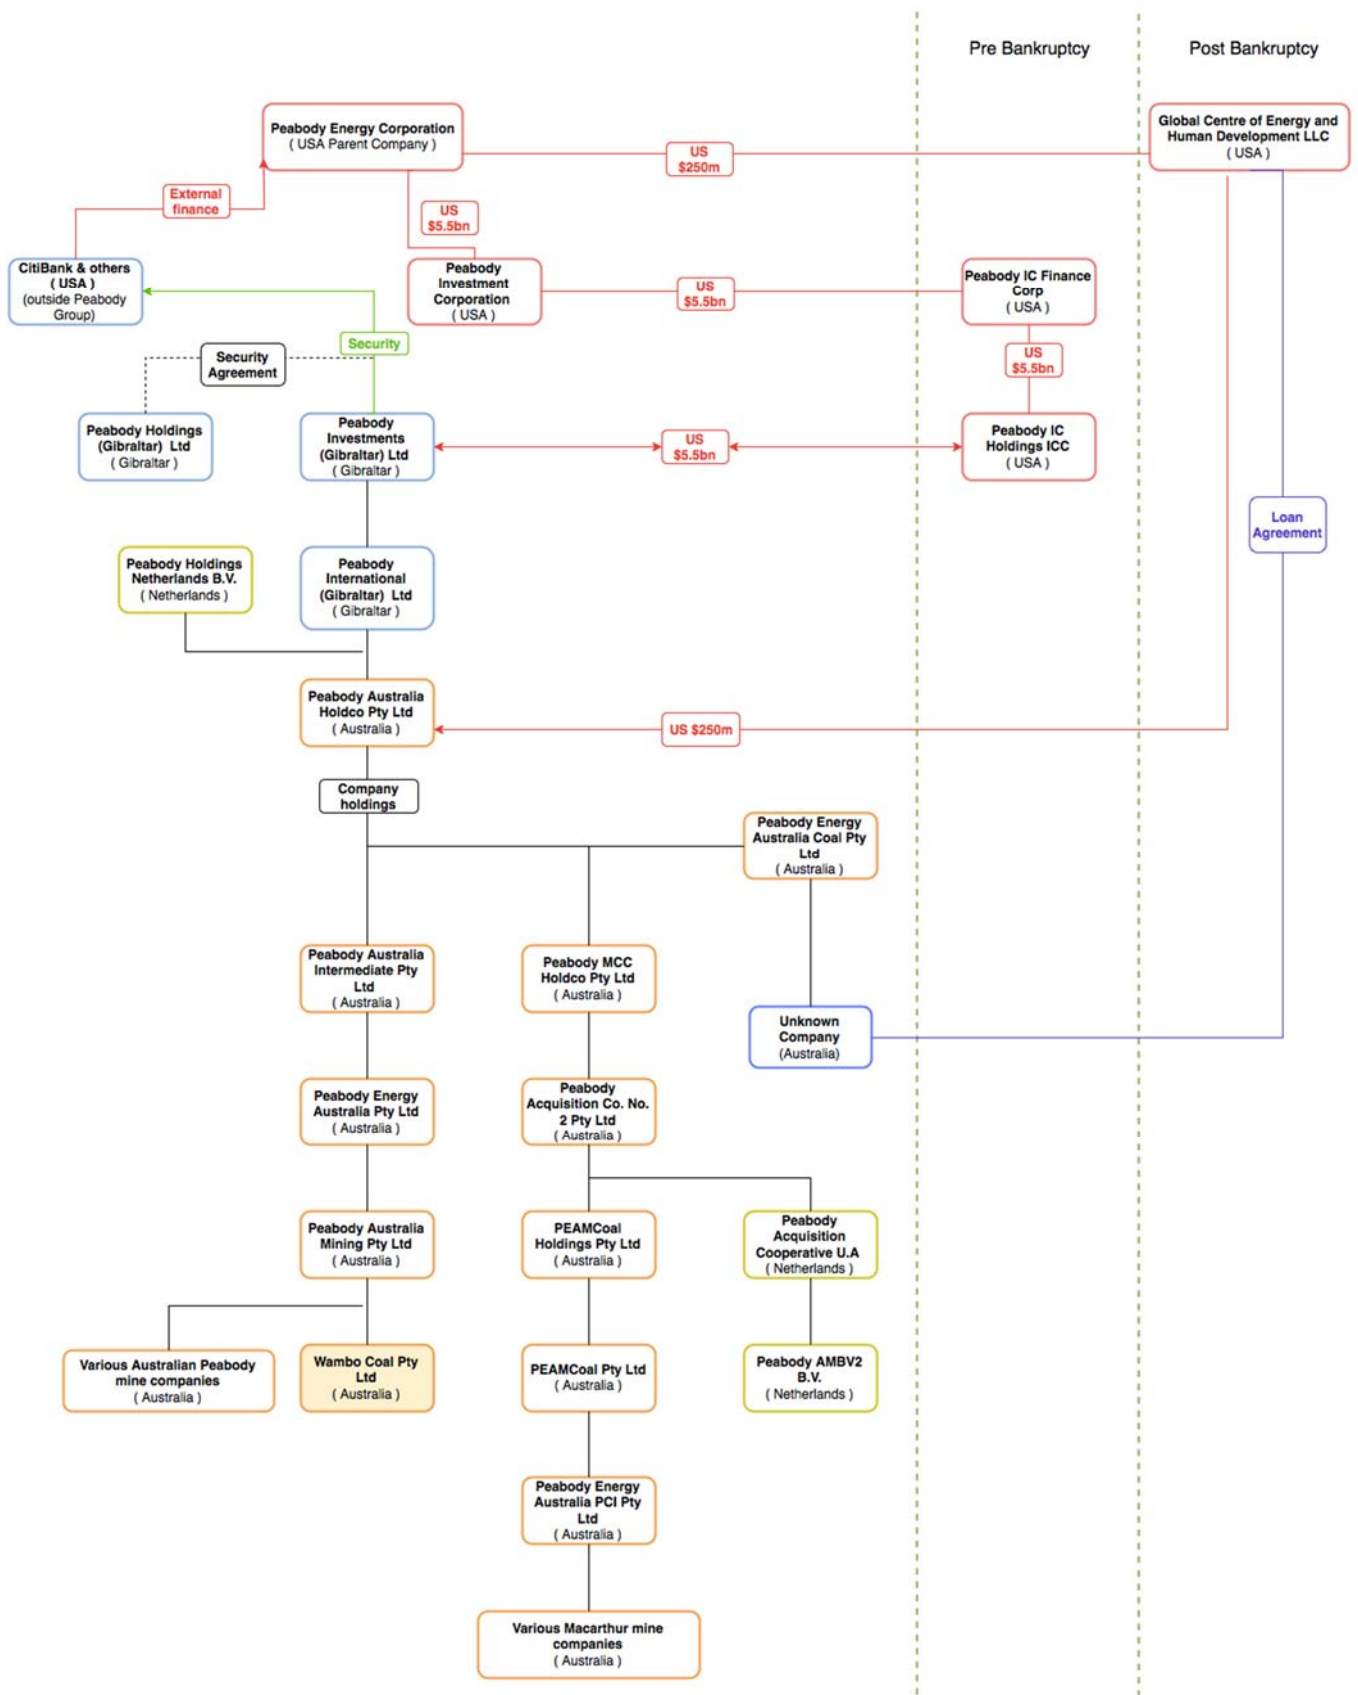 Pre Bankruptcy
Post Bankruptcy
Peabody Energy Corporation
( USA Parent Company )
US
$250m
Global Centre of Energy and
Human Development LLC
( USA )
External
finance
US
$5.5bn
CitiBank & others
( USA )
(outside Peabody
Group)
Peabody
Investment
Corporation
( USA )
US
$5.5bn
Peabody IC Finance
Corp
( USA )
Security
Security
Agreement
US
$5.5bn
Peabody Holdings
(Gibraltar) Ltd
( Gibraltar )
Peabody
Investments
(Gibraltar) Ltd
( Gibraltar )
US
$5.5bn
Peabody IC
Holdings ICC
( USA )
Loan
Agreement
Peabody Holdings
Netherlands B.V.
( Netherlands )
Peabody
International
(Gibraltar) Ltd
( Gibraltar )
Peabody Australia
Holdco Pty Ltd
( Australia )
US $250m
Company
holdings
Peabody Energy
Australia Coal Pty
Ltd
( Australia )
Peabody Australia
Intermediate Pty
Ltd
( Australia )
Peabody MCC
Holdco Pty Ltd
( Australia )
Unknown
Company
(Australia)
Peabody Energy
Australia Pty Ltd
( Australia )
Peabody
Acquisition Co. No.
2 Pty Ltd
( Australia )
Peabody Australia
Mining Pty Ltd
( Australia )
PEAMCoal
Holdings Pty Ltd
( Australia )
Peabody
Acquisition
Cooperative U.A
( Netherlands )
Various Australian Peabody
mine companies
( Australia )
Wambo Coal Pty
Ltd
( Australia )
PEAMCoal Pty Ltd
( Australia )
Peabody AMBV2
B.V.
( Netherlands )
Peabody Energy
Australia PCI Pty
Ltd
( Australia )
Various Macarthur mine
companies
( Australia )